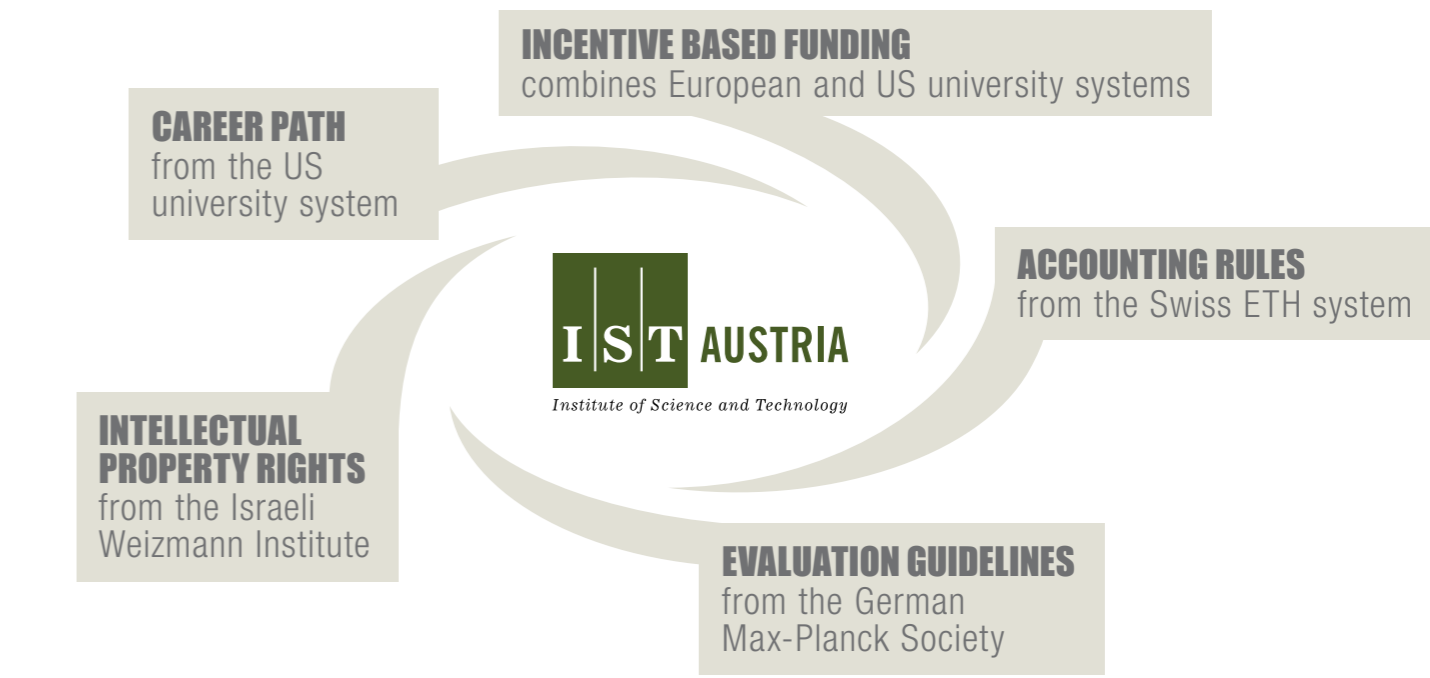 INCENTIVE BASED FUNDING
combines European and US university systems
CAREER PATH
from the US
university system
ACCOUNTING RULES
from the Swiss ETH system
IST AUSTRIA
Institute of Science and Technology
INTELLECTUAL
PROPERTY RIGHTS
from the Israeli
Weizmann Institute
EVALUATION GUIDELINES
from the German
Max-Planck Society